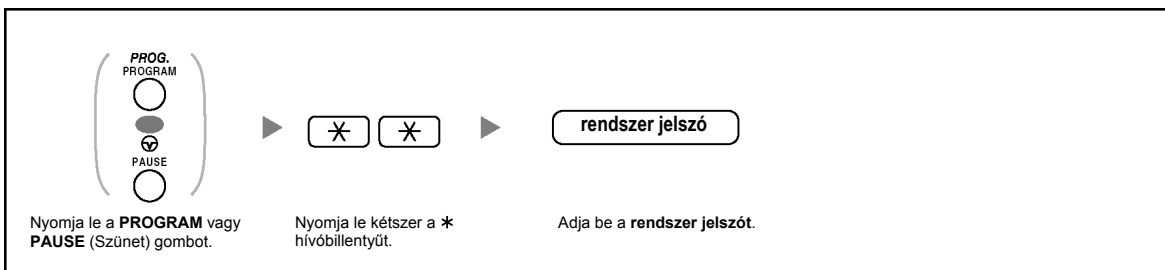 PROG.
PROGRAM
PAUSE
* *
rendszer jelszó
Nyomja le a PROGRAM vagy
PAUSE (Szünet) gombot.
Nyomja le kétszer a *
hívóbillentyűt.
Adja be a rendszer jelszót.